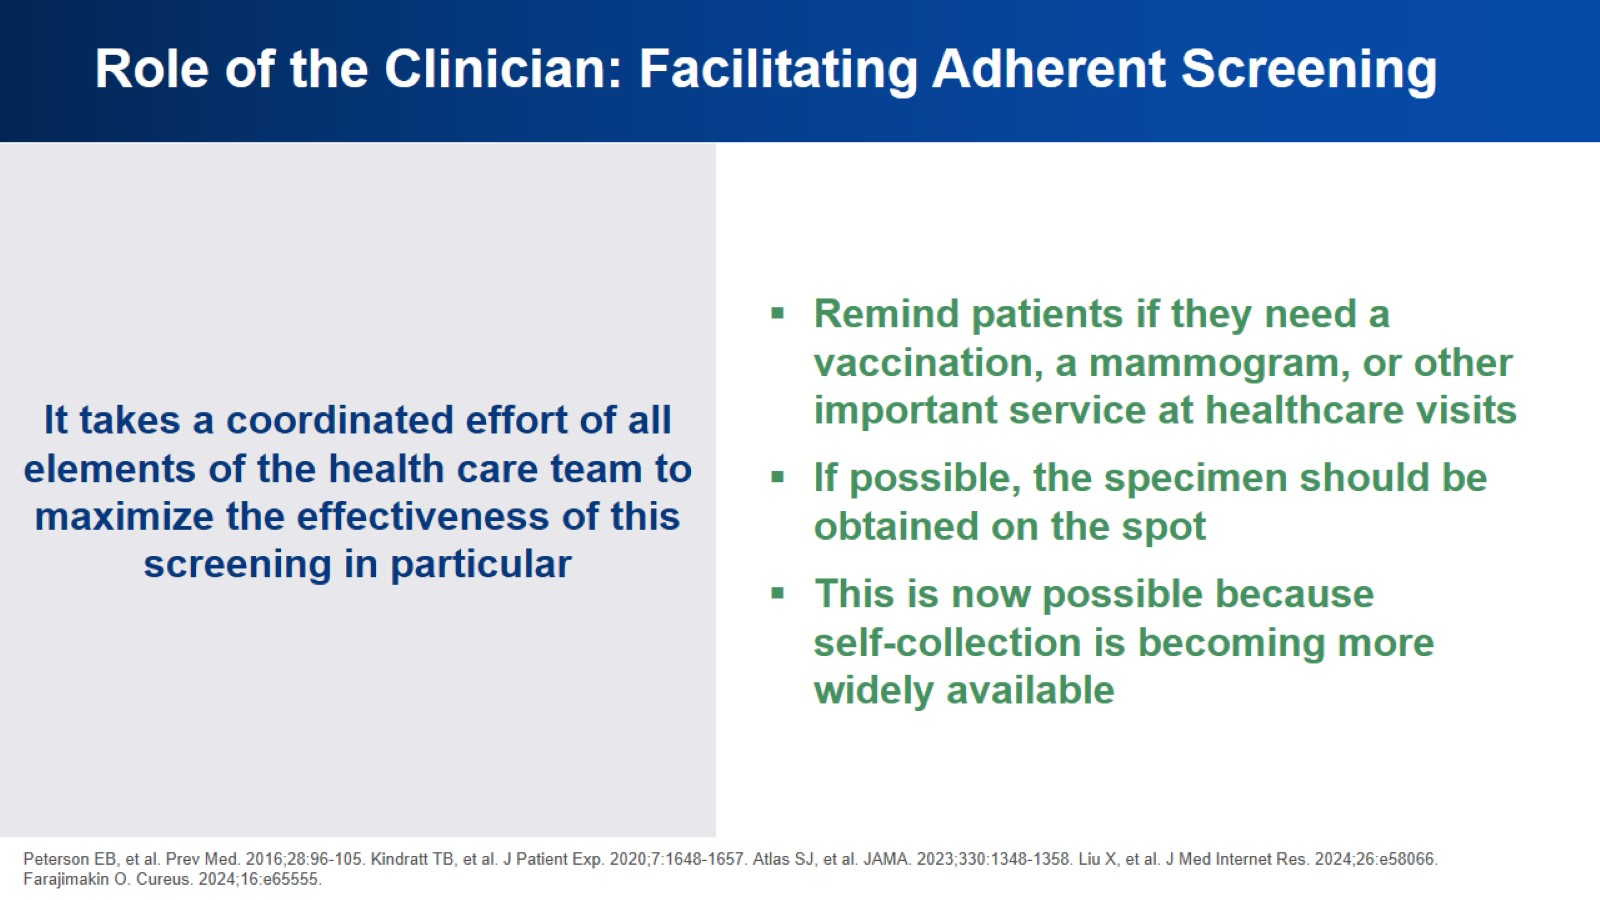 Role of the Clinician: Facilitating Adherent Screening
It takes a coordinated effort of all
elements of the health care team to
maximize the effectiveness of this
screening in particular
▪ Remind patients if they need a
vaccination, a mammogram, or other
important service at healthcare visits
▪ If possible, the specimen should be
obtained on the spot
▪ This is now possible because
self-collection is becoming more
widely available
Peterson EB, et al. Prev Med. 2016;28:96-105. Kindratt TB, et al. J Patient Exp. 2020;7:1648-1657. Atlas SJ, et al. JAMA. 2023;330:1348-1358. Liu X, et al. J Med Internet Res. 2024;26:e58066.
Farajimakin O. Cureus. 2024;16:e65555.